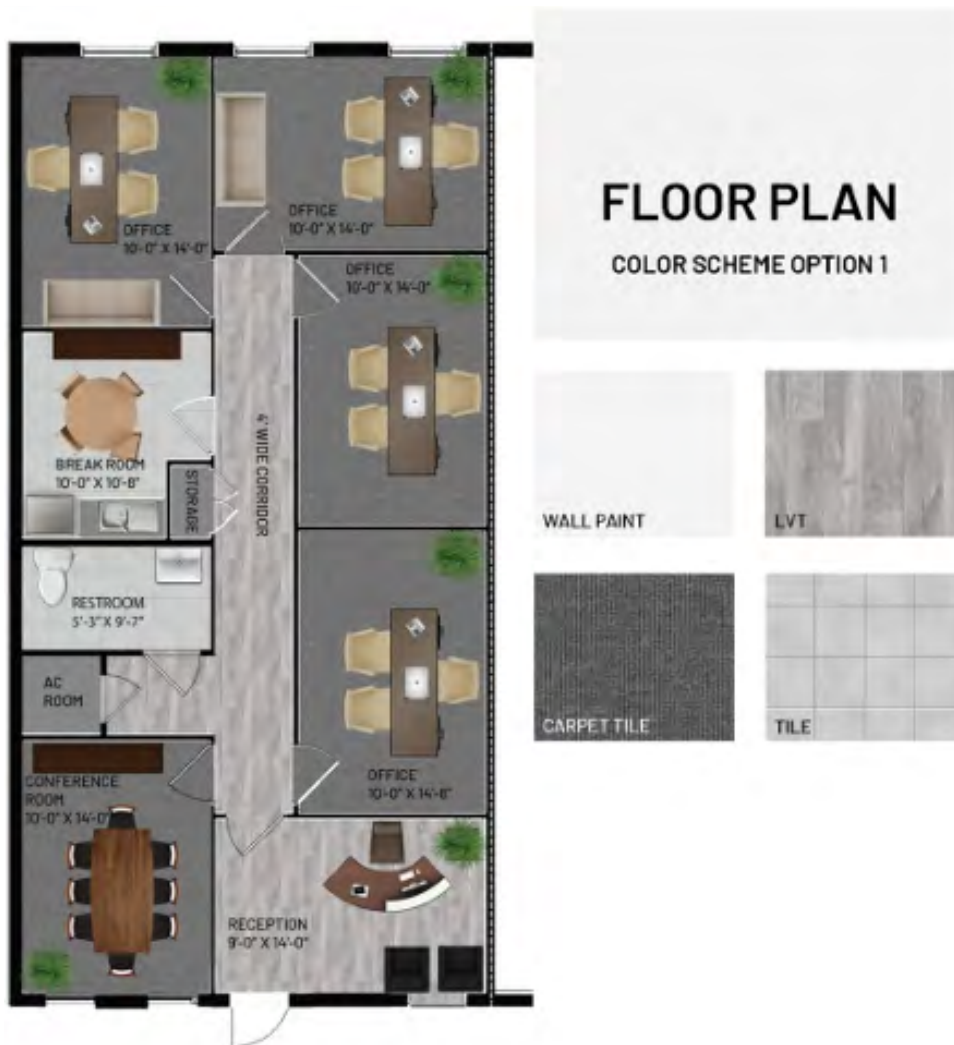 FLOOR PLAN
COLOR SCHEME OPTION 1
OFFICE
10'-0" X 14'-0"
OFFICE
10'-0" X 14'-0"
OFFICE
10'-0" X 14'-0"
4' WIDE CORRIDOR
BREAK ROOM
10'-0" X 10'-8"
STORAGE
RESTROOM
5'-3" X 9'-7"
AC
ROOM
CONFERENCE
ROOM
10'-0" X 14'-0"
OFFICE
10'-0" X 14'-8"
RECEPTION
9'-0" X 14'-0"
WALL PAINT
LVT
CARPET TILE
TILE